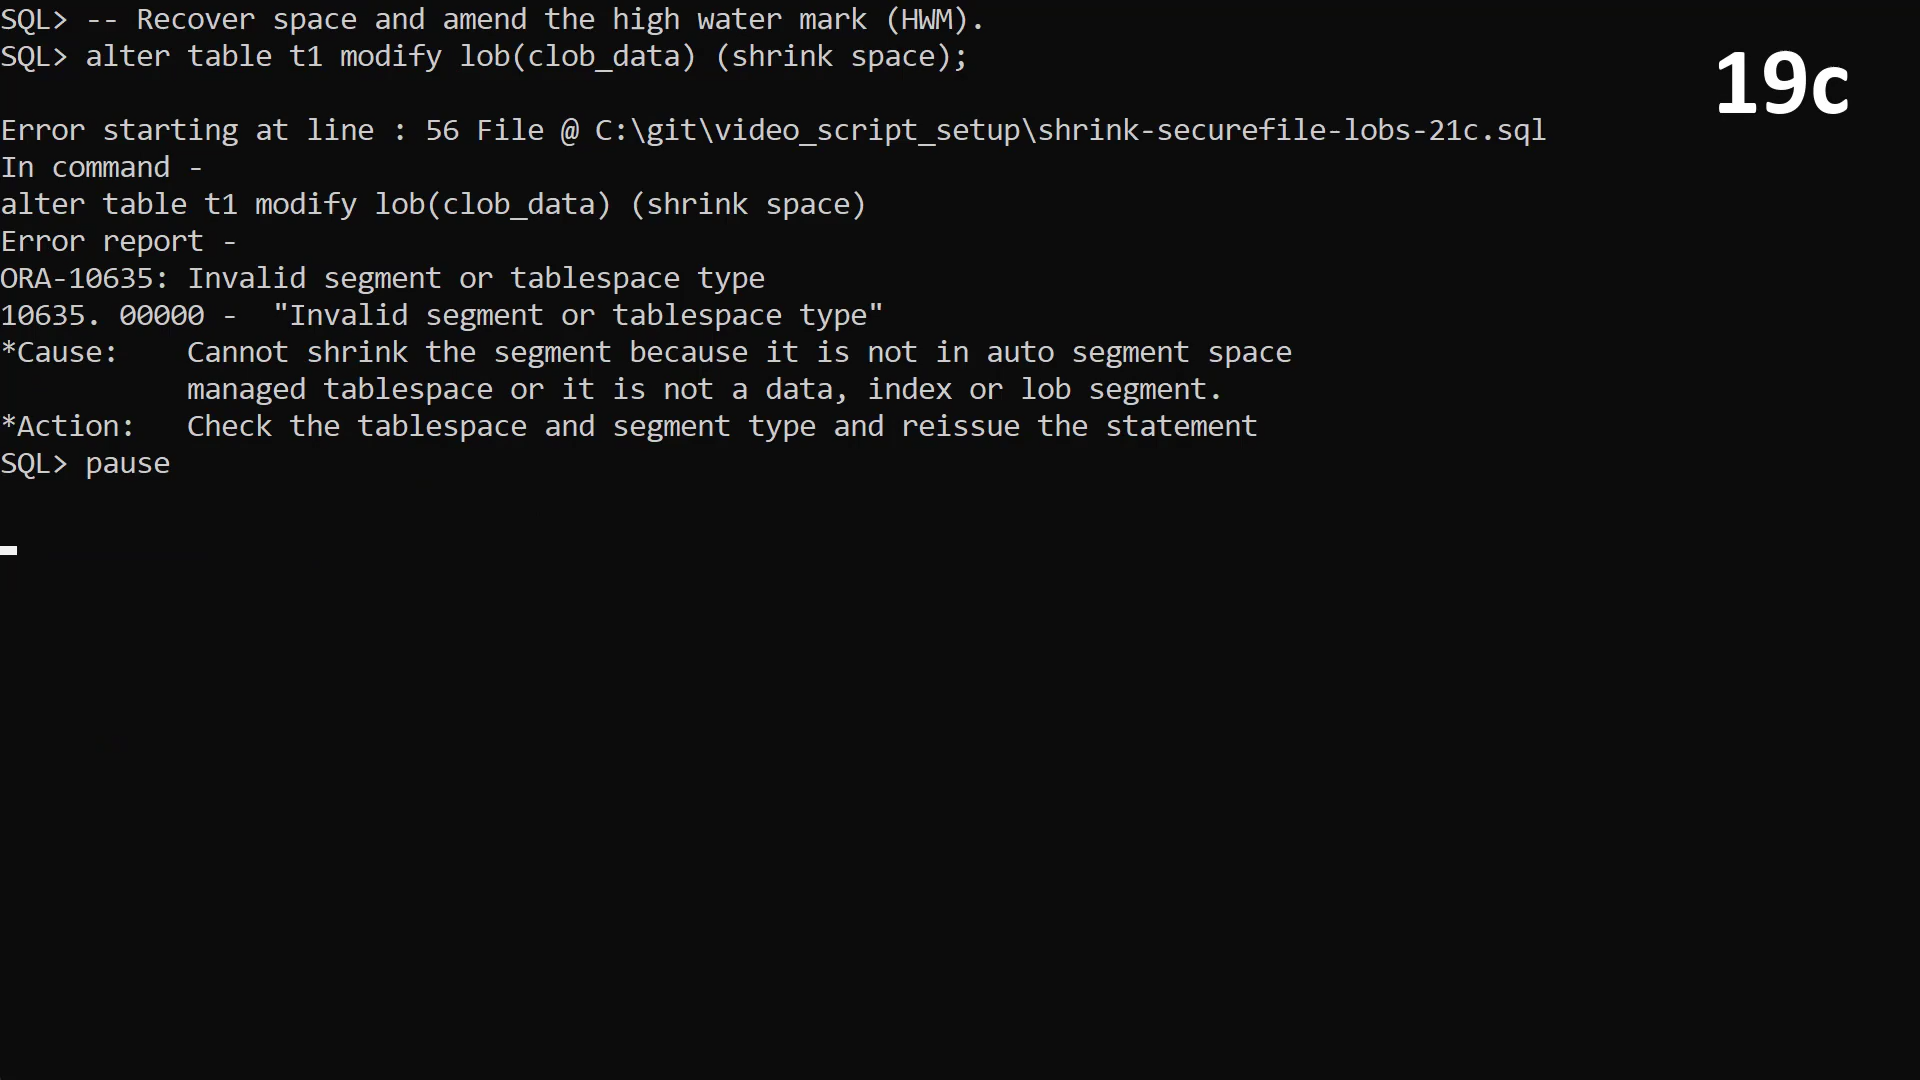 SQL> -- Recover space and amend the high water mark (HWM).
SQL> alter table t1 modify lob(clob_data) (shrink space);
19c
Error starting at line : 56 File @ C:\git\video_script_setup\shrink-securefile-lobs-21c.sql
In command -
alter table t1 modify lob(clob_data) (shrink space)
Error report -
ORA-10635: Invalid segment or tablespace type
10635. 00000 -  "Invalid segment or tablespace type"
*Cause:    Cannot shrink the segment because it is not in auto segment space
           managed tablespace or it is not a data, index or lob segment.
*Action:   Check the tablespace and segment type and reissue the statement
SQL> pause